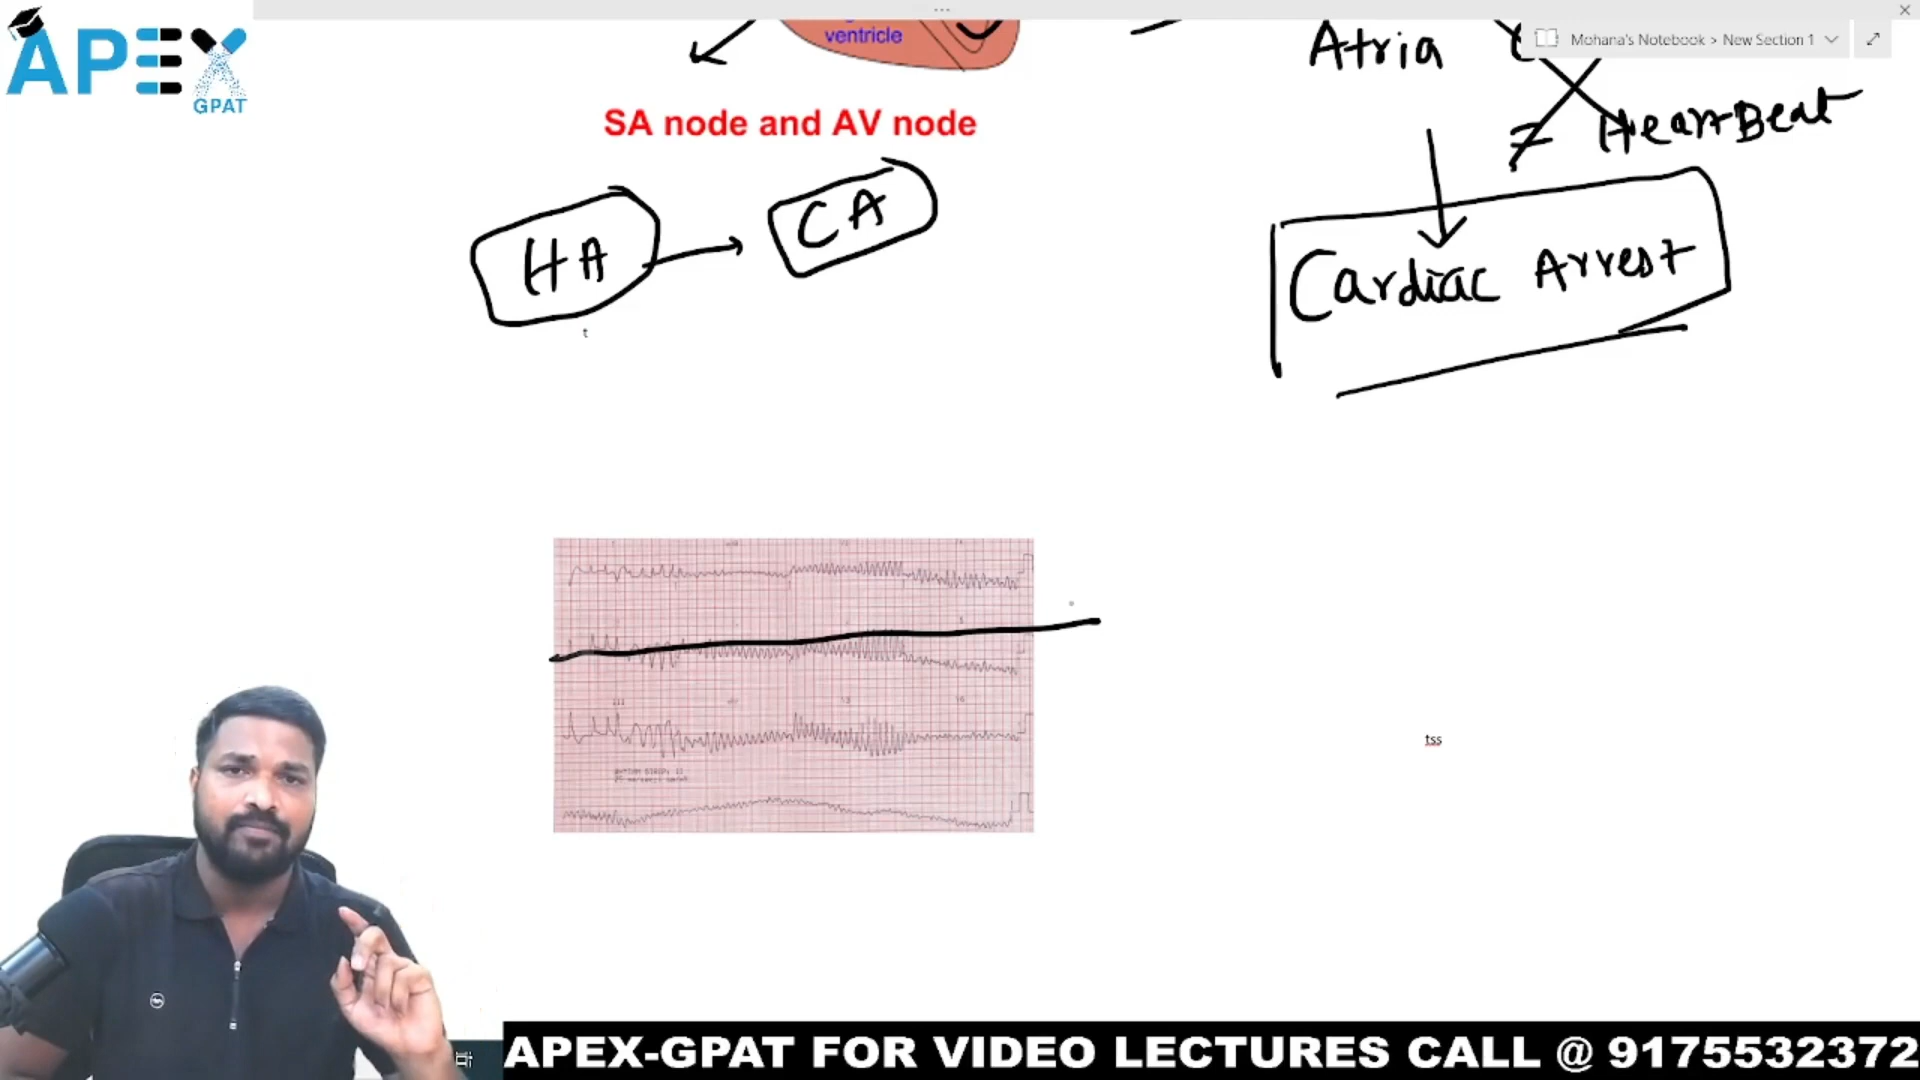 APEX
GPAT
ventricle
Atria
Mohana's Notebook > New Section 1
≠ HeartBeat
SA node and AV node
HA → CA
Cardiac Arrest
t
III
tss
APEX-GPAT FOR VIDEO LECTURES CALL @ 9175532372